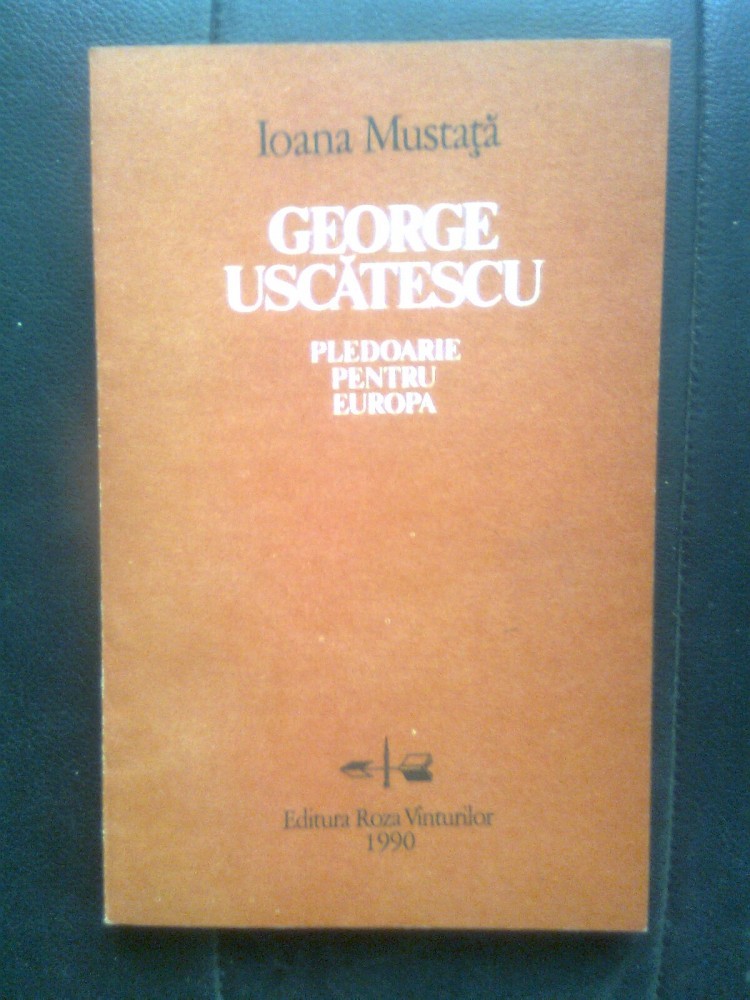 Ioana Mustaţă
GEORGE
USCĂTESCU
PLEDOARIE
PENTRU
EUROPA
Editura Roza Vînturilor
1990